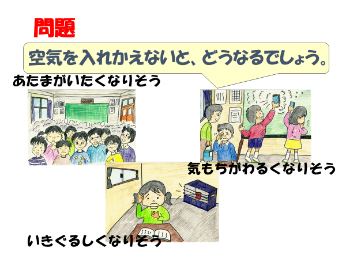 問題
空気を入れかえないと、どうなるでしょう。
あたまがいたくなりそう
気もちがわるくなりそう
いきぐるしくなりそう